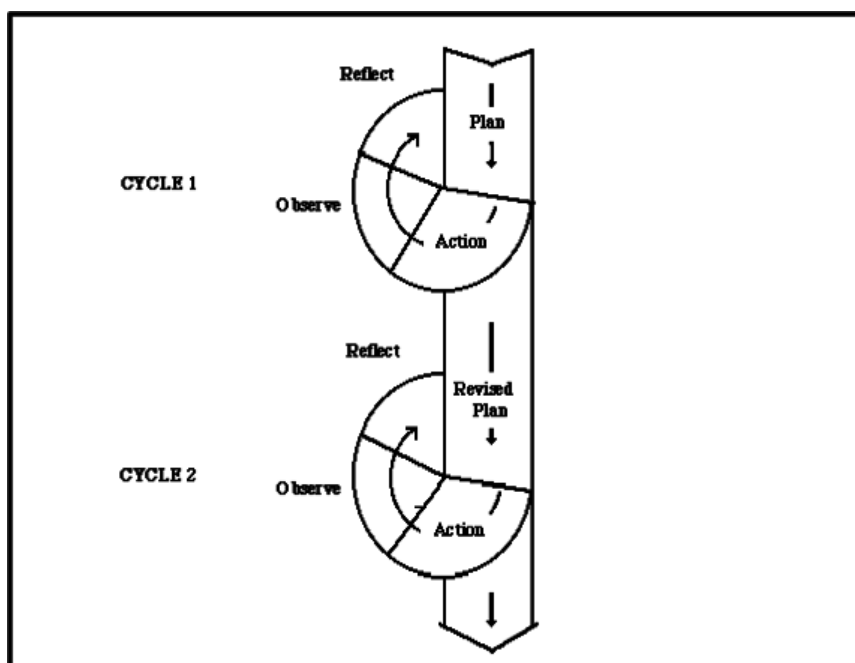 Reflect
Plan
CYCLE 1
Observe
Action
Reflect
Revised
Plan
CYCLE 2
Observe
Action